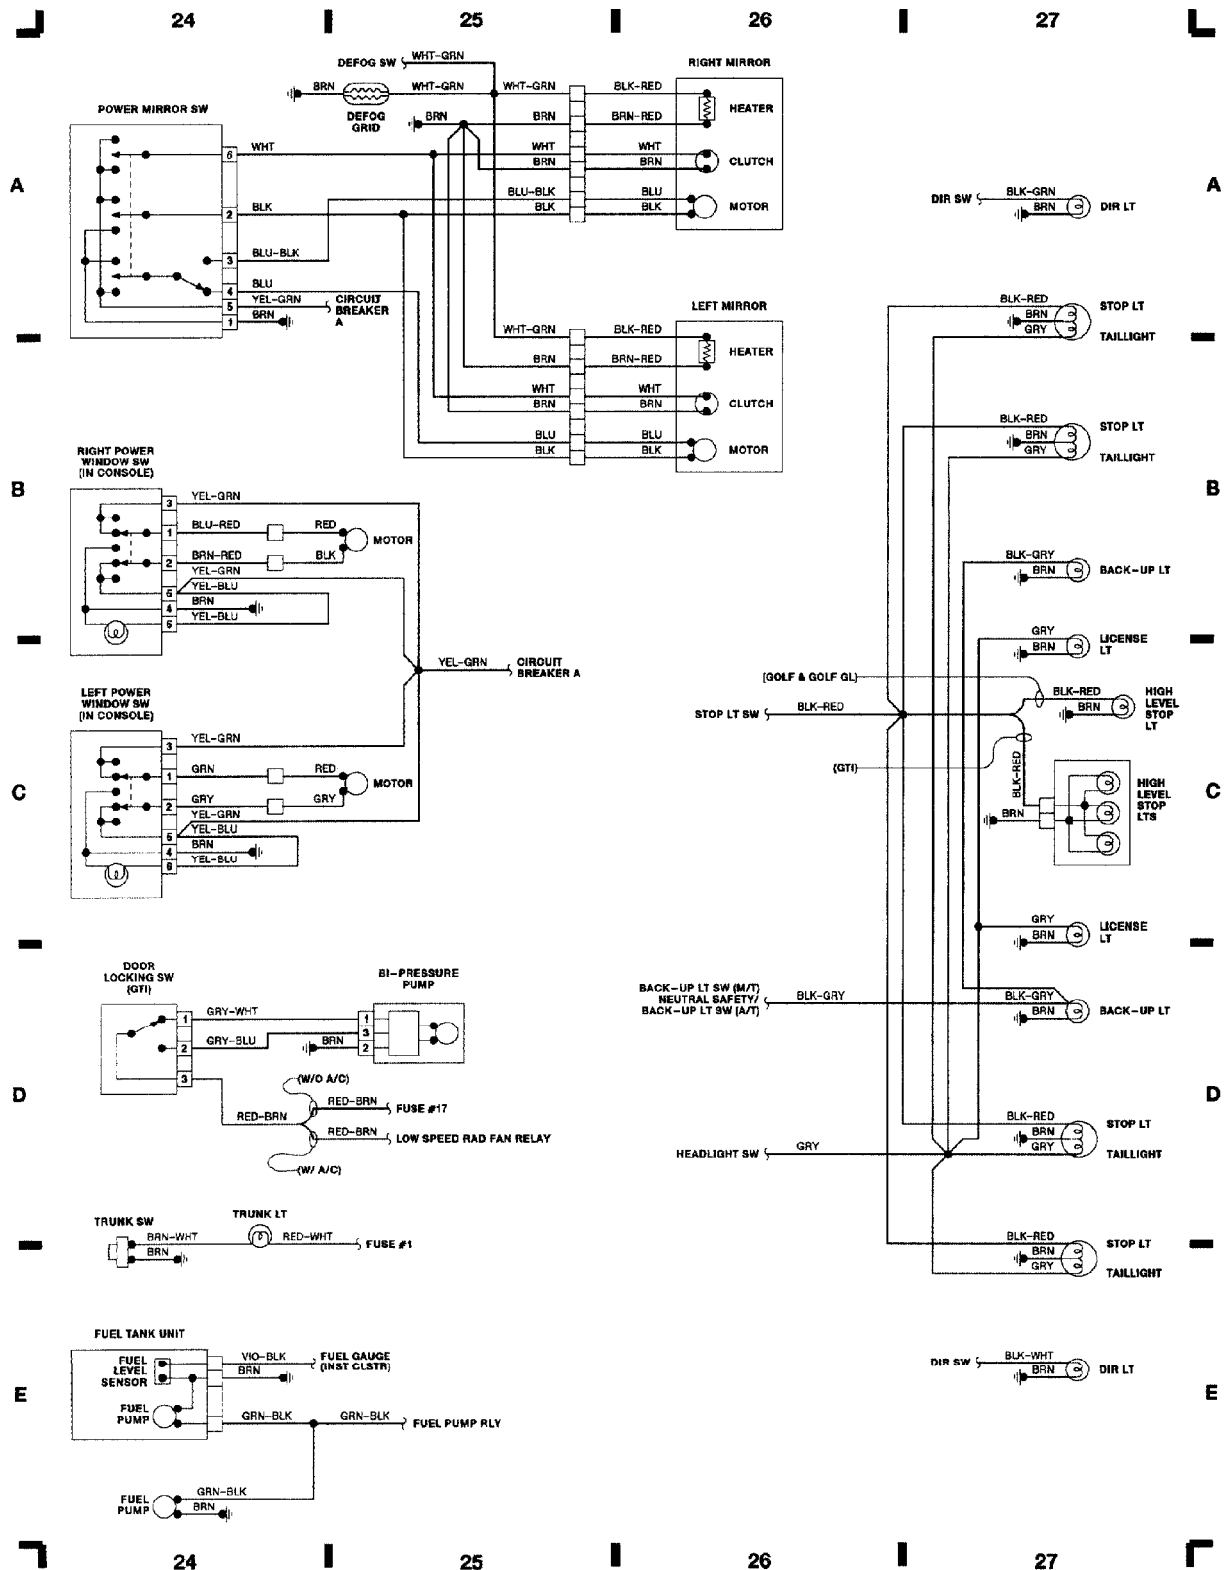 24
25
26
27
DEFOG SW
WHT-GRN
RIGHT MIRROR
BRN
WHT-GRN
WHT-GRN
BLK-RED
HEATER
POWER MIRROR SW
DEFOG
GRID
BRN
BRN
BRN-RED
6
WHT
WHT
WHT
BRN
BRN
CLUTCH
A
A
BLU-BLK
BLU
2
BLK
BLK
BLK
MOTOR
DIR SW
BLK-GRN
BRN
DIR LT
3
BLU-BLK
4
BLU
5
YEL-GRN
CIRCUIT
BREAKER
A
1
BRN
LEFT MIRROR
BLK-RED
STOP LT
BRN
GRY
TAILLIGHT
WHT-GRN
BLK-RED
HEATER
BRN
BRN-RED
WHT
WHT
BRN
BRN
CLUTCH
BLU
BLU
BLK
BLK
MOTOR
BLK-RED
STOP LT
BRN
GRY
TAILLIGHT
RIGHT POWER
WINDOW SW
(IN CONSOLE)
B
B
3
YEL-GRN
1
BLU-RED
RED
MOTOR
2
BRN-RED
BLK
YEL-GRN
5
YEL-BLU
4
BRN
6
YEL-BLU
BLK-GRY
BRN
BACK-UP LT
GRY
BRN
LICENSE
LT
YEL-GRN
CIRCUIT
BREAKER A
(GOLF & GOLF GL)
BLK-RED
BRN
HIGH
LEVEL
STOP
LT
STOP LT SW
BLK-RED
LEFT POWER
WINDOW SW
(IN CONSOLE)
3
YEL-GRN
1
GRN
RED
MOTOR
2
GRY
GRY
YEL-GRN
5
YEL-BLU
4
BRN
6
YEL-BLU
C
C
(GTI)
BLK-RED
BRN
HIGH
LEVEL
STOP
LTS
GRY
BRN
LICENSE
LT
DOOR
LOCKING SW
(GTI)
BI-PRESSURE
PUMP
BACK-UP LT SW (M/T)
NEUTRAL SAFETY/
BACK-UP LT SW (A/T)
BLK-GRY
BLK-GRY
BRN
BACK-UP LT
1
GRY-WHT
1
2
GRY-BLU
3
BRN
2
3
D
D
(W/O A/C)
RED-BRN
FUSE #17
RED-BRN
RED-BRN
LOW SPEED RAD FAN RELAY
(W/ A/C)
BLK-RED
STOP LT
BRN
GRY
TAILLIGHT
HEADLIGHT SW
GRY
TRUNK SW
TRUNK LT
BRN-WHT
RED-WHT
FUSE #1
BRN
BLK-RED
STOP LT
BRN
GRY
TAILLIGHT
FUEL TANK UNIT
FUEL
LEVEL
SENSOR
VIO-BLK
FUEL GAUGE
(INST CLSTR)
BRN
DIR SW
BLK-WHT
BRN
DIR LT
E
E
FUEL
PUMP
GRN-BLK
GRN-BLK
FUEL PUMP RLY
FUEL
PUMP
GRN-BLK
BRN
24
25
26
27